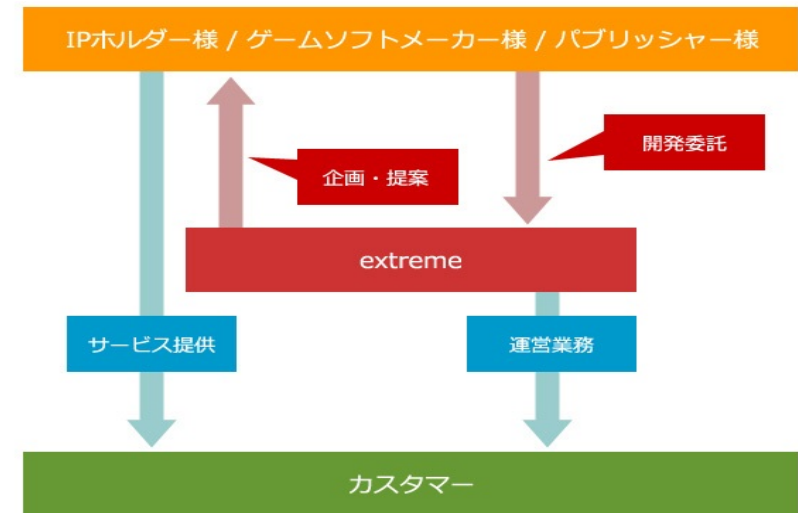 IPホルダー様 / ゲームソフトメーカー様 / パブリッシャー様
開発委託
企画・提案
extreme
サービス提供
運営業務
カスタマー